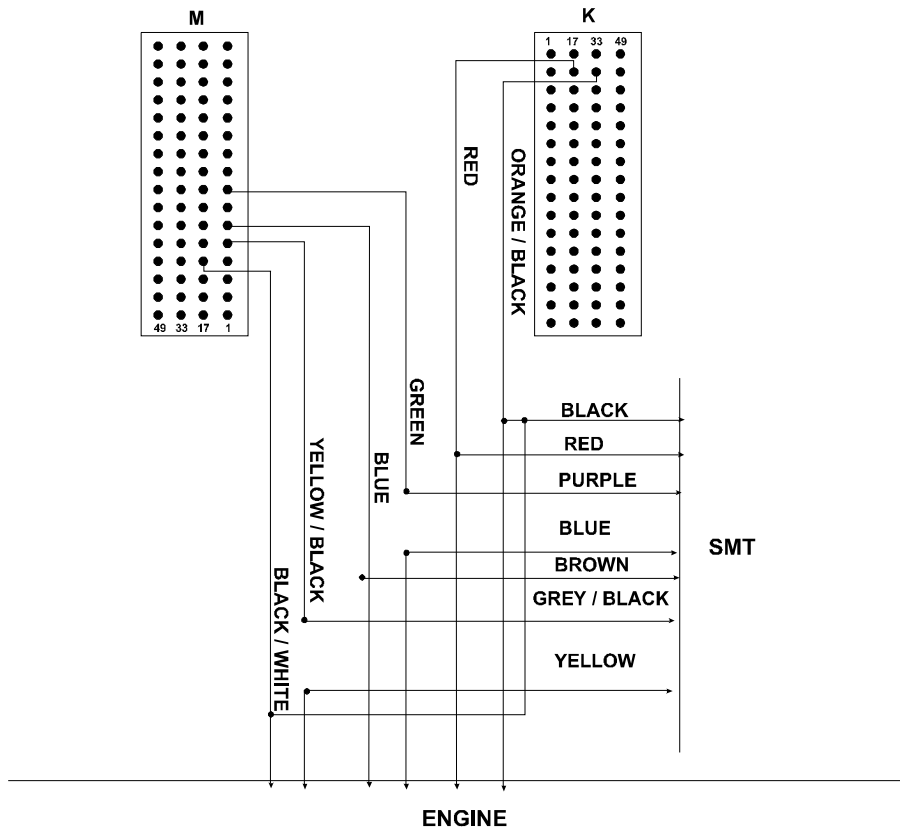 M
K
1 17 33 49
49 33 17 1
RED
ORANGE / BLACK
GREEN
BLUE
YELLOW / BLACK
BLACK / WHITE
BLACK
RED
PURPLE
BLUE
BROWN
GREY / BLACK
YELLOW
SMT
ENGINE